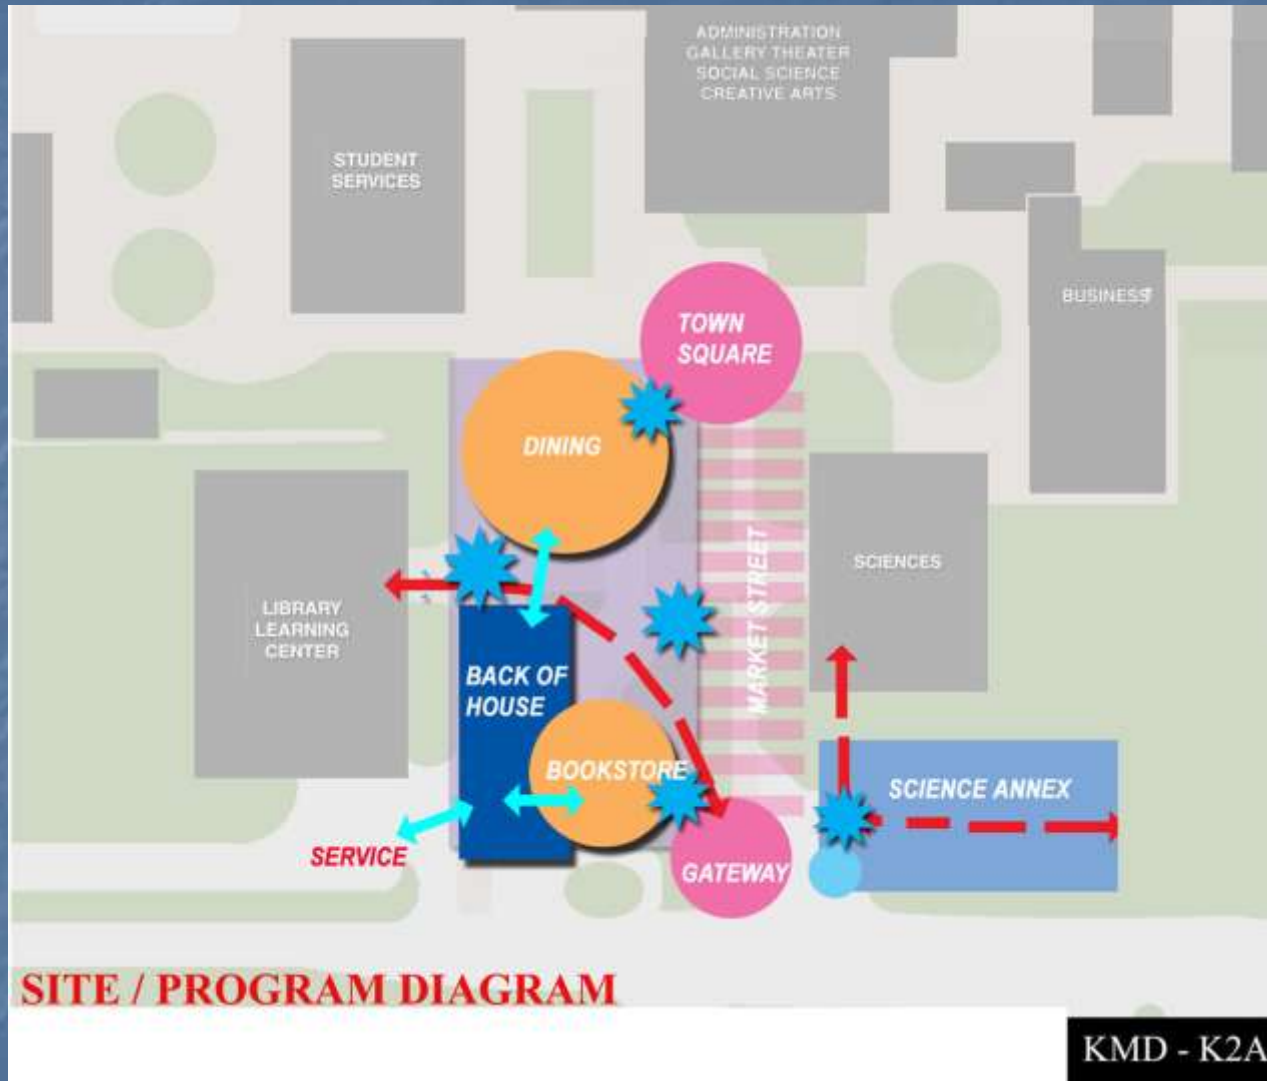 ADMINISTRATION
GALLERY THEATER
SOCIAL SCIENCE
CREATIVE ARTS
STUDENT
SERVICES
BUSINESS
TOWN
SQUARE
DINING
MARKET STREET
SCIENCES
LIBRARY
LEARNING
CENTER
BACK OF
HOUSE
BOOKSTORE
SCIENCE ANNEX
SERVICE
GATEWAY
SITE / PROGRAM DIAGRAM
KMD - K2A